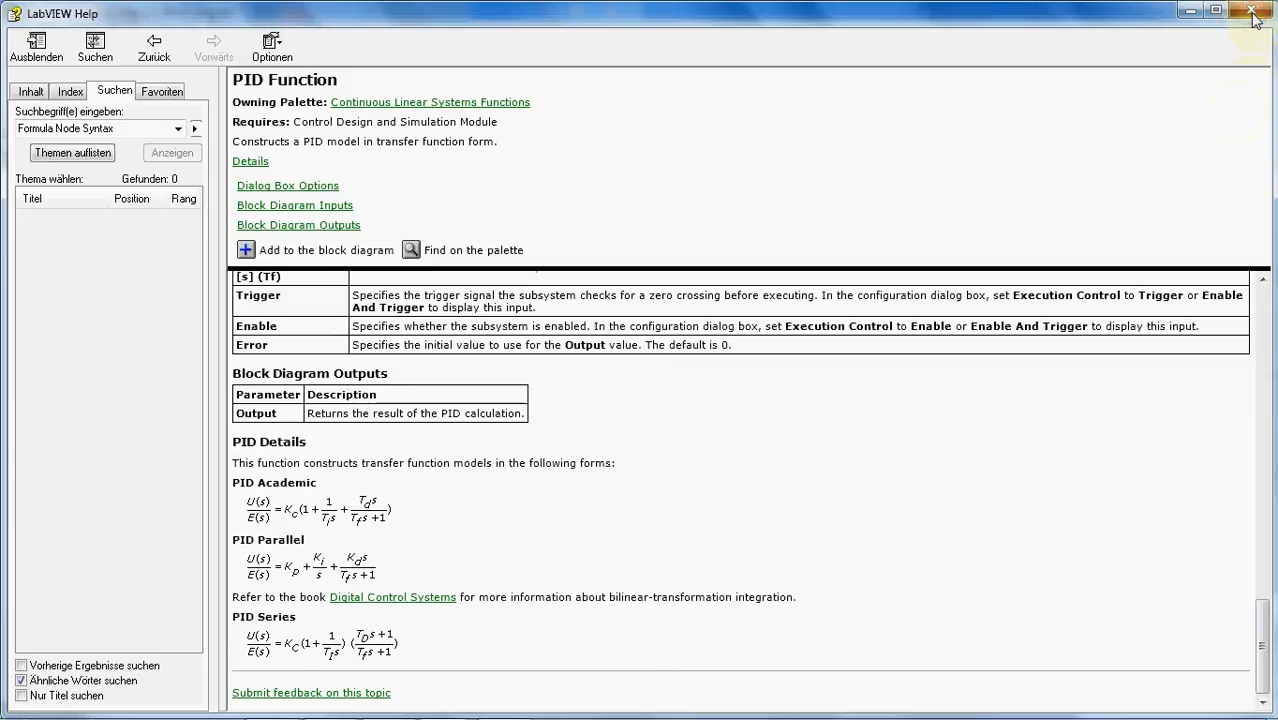 LabVIEW Help
Ausblenden Suchen Zurück Vorwärts Optionen
Inhalt Index Suchen Favoriten
Suchbegriff(e) eingeben:
Formula Node Syntax
Themen auflisten Anzeigen
Thema wählen: Gefunden: 0
Titel Position Rang
Vorherige Ergebnisse suchen
Ähnliche Wörter suchen
Nur Titel suchen
PID Function
Owning Palette: Continuous Linear Systems Functions
Requires: Control Design and Simulation Module
Constructs a PID model in transfer function form.
Details
Dialog Box Options
Block Diagram Inputs
Block Diagram Outputs
Add to the block diagram Find on the palette
[s] (Tf)
Trigger Specifies the trigger signal the subsystem checks for a zero crossing before executing. In the configuration dialog box, set Execution Control to Trigger or Enable
And Trigger to display this input.
Enable Specifies whether the subsystem is enabled. In the configuration dialog box, set Execution Control to Enable or Enable And Trigger to display this input.
Error Specifies the initial value to use for the Output value. The default is 0.
Block Diagram Outputs
Parameter Description
Output Returns the result of the PID calculation.
PID Details
This function constructs transfer function models in the following forms:
PID Academic
U(s)/E(s) = Kc(1 + 1/TIs + Tds/Tfs+1)
PID Parallel
U(s)/E(s) = Kp + Ki/s + Kds/Tfs+1
Refer to the book Digital Control Systems for more information about bilinear-transformation integration.
PID Series
U(s)/E(s) = KC(1 + 1/TIs) (TDs+1/Tfs+1)
Submit feedback on this topic